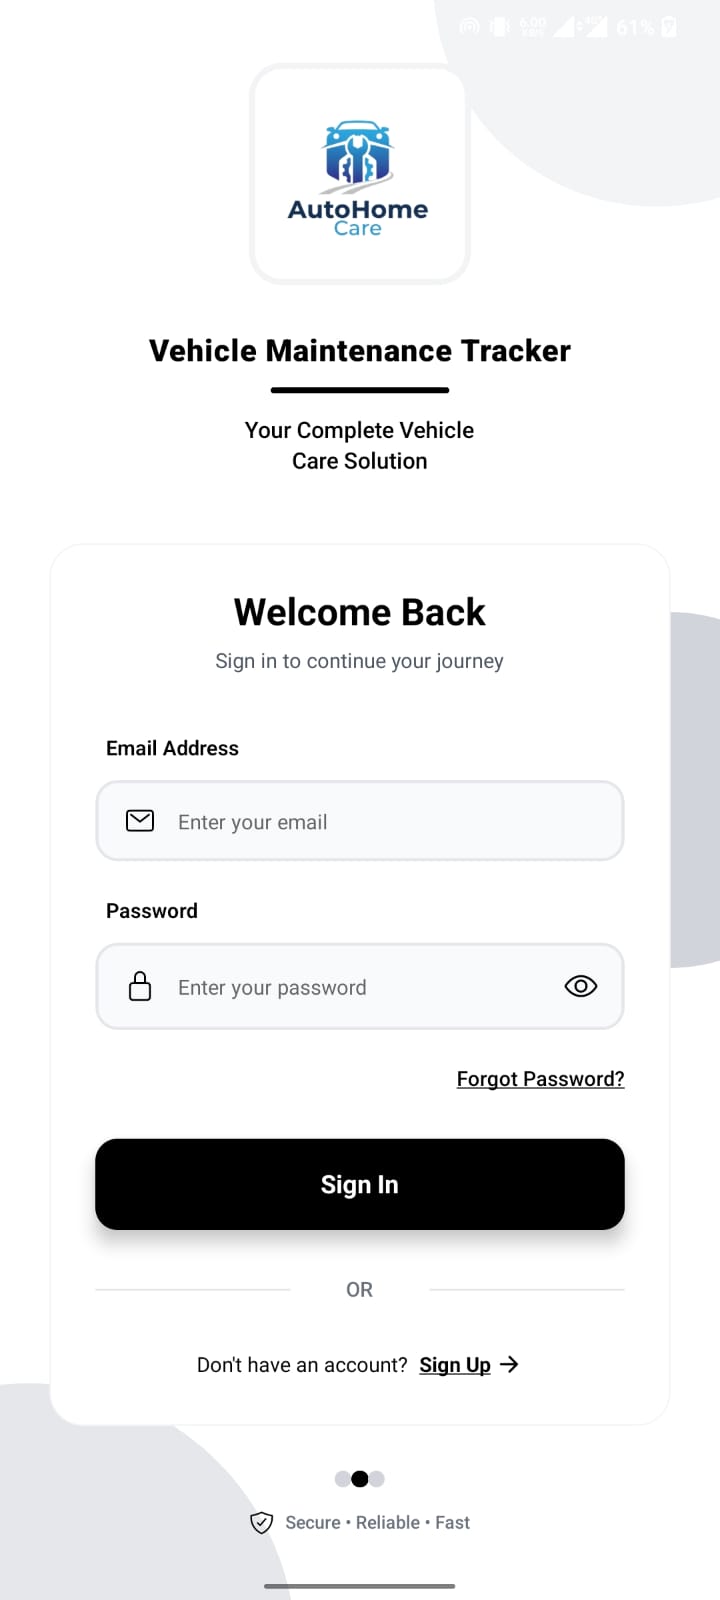 6.00
KB/S
4G
61%
AutoHome
Care
Vehicle Maintenance Tracker
Your Complete Vehicle
Care Solution
Welcome Back
Sign in to continue your journey
Email Address
Enter your email
Password
Enter your password
Forgot Password?
Sign In
OR
Don't have an account? Sign Up →
Secure • Reliable • Fast